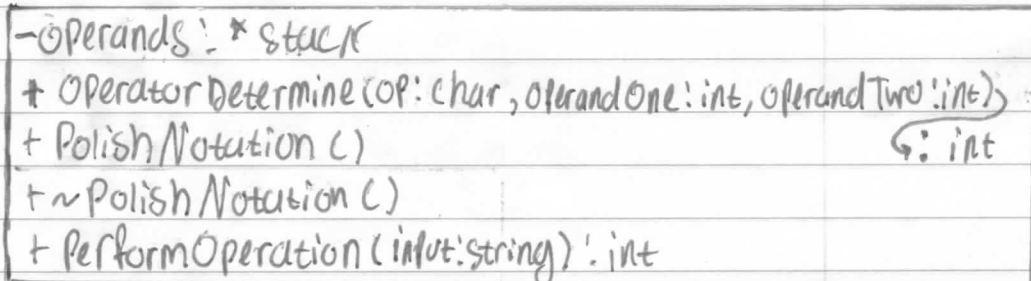 -operands: * stack
+ OperatorDetermine(op: char, operandOne: int, operandTwo: int)
: int
+ PolishNotation()
+ ~PolishNotation()
+ PerformOperation(input: string): int